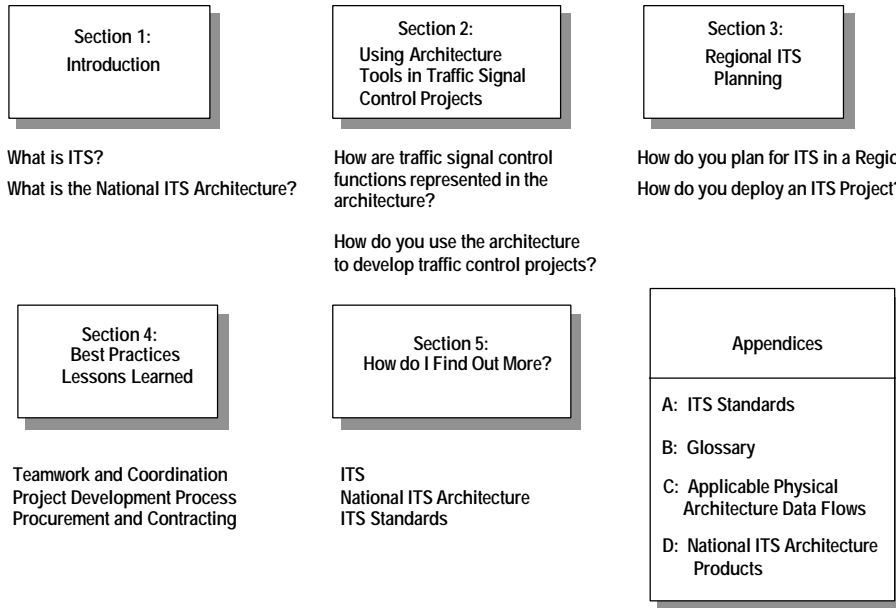 Section 1:
Introduction
What is ITS?
What is the National ITS Architecture?
Section 2:
Using Architecture
Tools in Traffic Signal
Control Projects
How are traffic signal control
functions represented in the
architecture?
How do you use the architecture
to develop traffic control projects?
Section 3:
Regional ITS
Planning
How do you plan for ITS in a Regio
How do you deploy an ITS Project?
Section 4:
Best Practices
Lessons Learned
Teamwork and Coordination
Project Development Process
Procurement and Contracting
Section 5:
How do I Find Out More?
ITS
National ITS Architecture
ITS Standards
Appendices
A: ITS Standards
B: Glossary
C: Applicable Physical
Architecture Data Flows
D: National ITS Architecture
Products